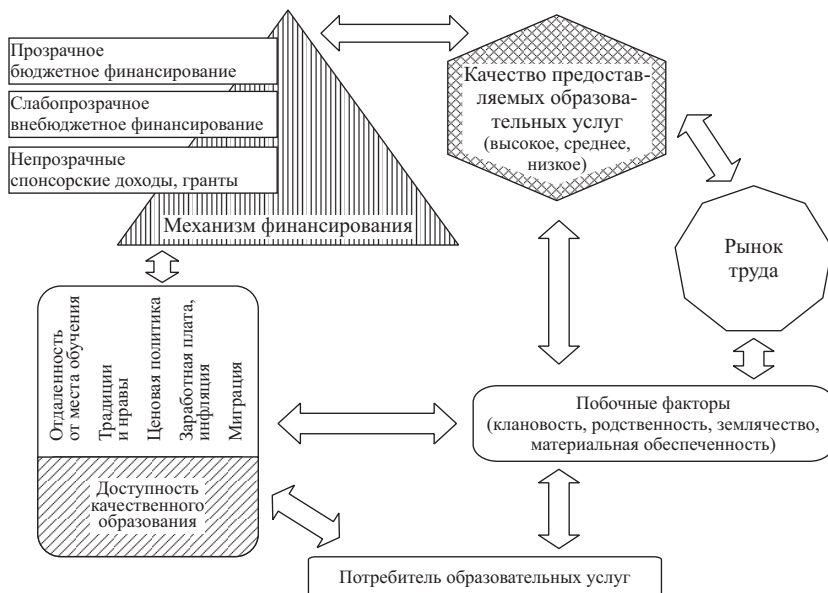 Прозрачное
бюджетное финансирование
Слабопрозрачное
внебюджетное финансирование
Непрозрачные
спонсорские доходы, гранты
Механизм финансирования
Качество предостав-
ляемых образова-
тельных услуг
(высокое, среднее,
низкое)
Рынок
труда
Отдаленность
от места обучения
Традиции
и нравы
Ценовая политика
Заработная плата,
инфляция
Миграция
Доступность
качественного
образования
Побочные факторы
(клановость, родственность, землячество,
материальная обеспеченность)
Потребитель образовательных услуг